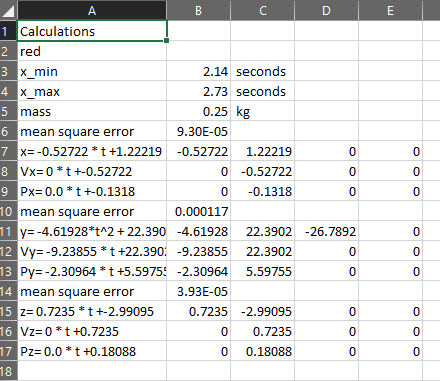 A B C D E
1 Calculations
2 red
3 x_min 2.14 seconds
4 x_max 2.73 seconds
5 mass 0.25 kg
6 mean square error 9.30E-05
7 x= -0.52722 * t +1.22219 -0.52722 1.22219 0 0
8 Vx= 0 * t +-0.52722 0 -0.52722 0 0
9 Px= 0.0 * t +-0.1318 0 -0.1318 0 0
10 mean square error 0.000117
11 y= -4.61928*t^2 + 22.390 -4.61928 22.3902 -26.7892 0
12 Vy= -9.23855 * t +22.390 -9.23855 22.3902 0 0
13 Py= -2.30964 * t +5.5975 -2.30964 5.59755 0 0
14 mean square error 3.93E-05
15 z= 0.7235 * t +-2.99095 0.7235 -2.99095 0 0
16 Vz= 0 * t +0.7235 0 0.7235 0 0
17 Pz= 0.0 * t +0.18088 0 0.18088 0 0
18